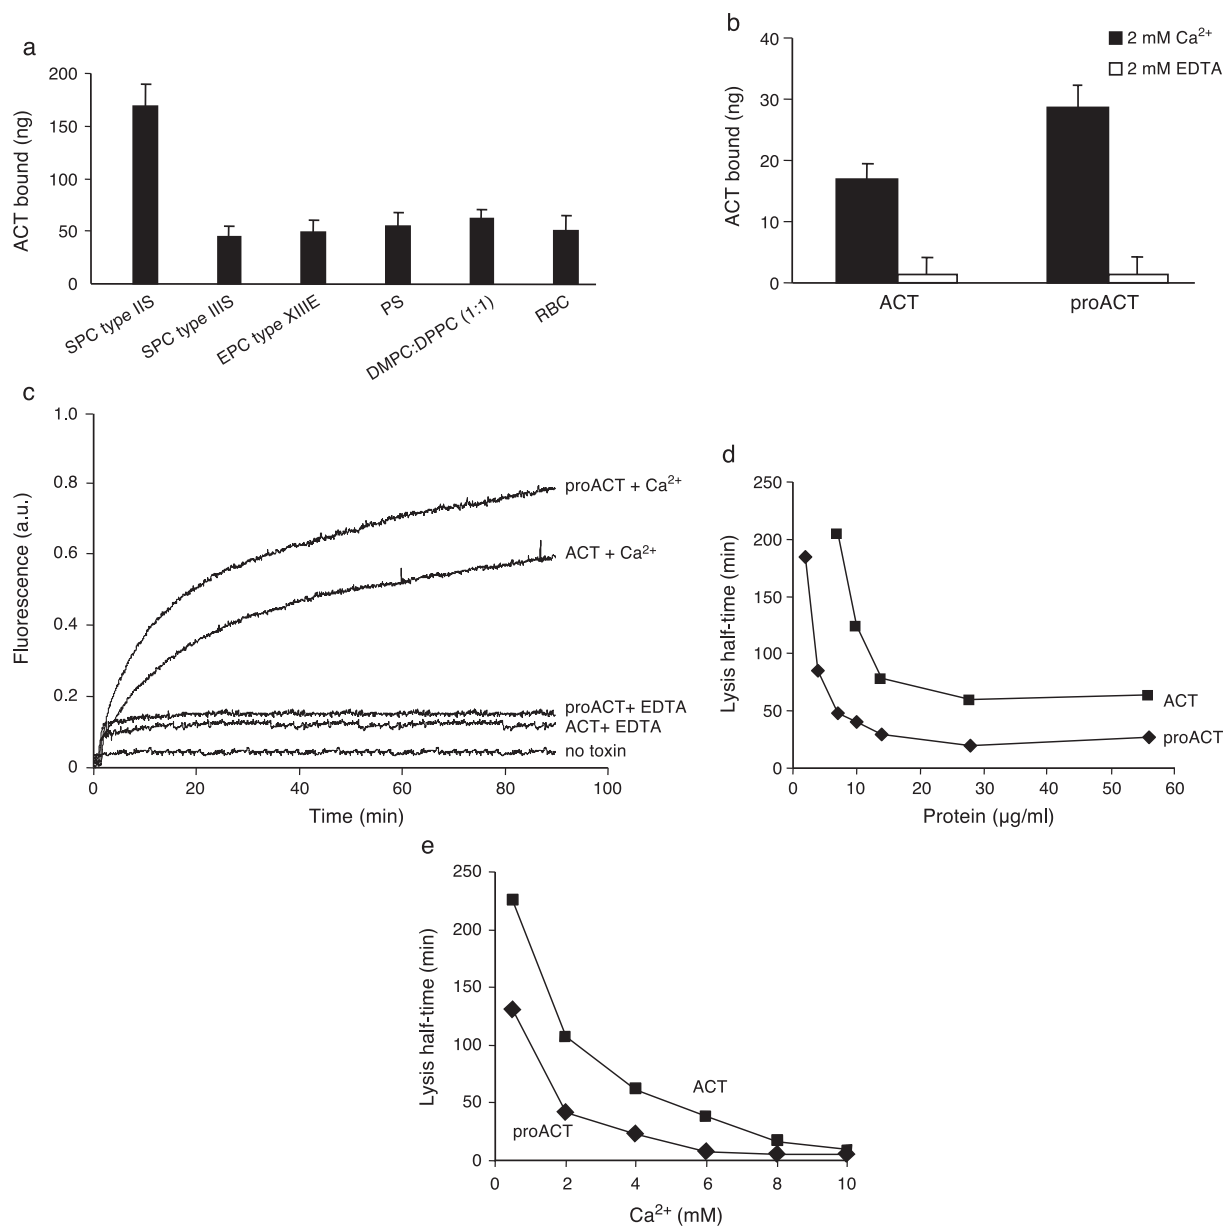 a
ACT bound (ng)
200
150
100
50
0
SPC type IIS
SPC type IIIS
EPC type XIIIE
PS
DMPC:DPPC (1:1)
RBC
b
ACT bound (ng)
40
30
20
10
0
ACT
proACT
2 mM Ca²⁺
2 mM EDTA
c
Fluorescence (a.u.)
1.0
0.8
0.6
0.4
0.2
0
proACT + Ca²⁺
ACT + Ca²⁺
proACT+ EDTA
ACT+ EDTA
no toxin
0 20 40 60 80 100
Time (min)
d
Lysis half-time (min)
250
200
150
100
50
0
ACT
proACT
0 10 20 30 40 50 60
Protein (µg/ml)
e
Lysis half-time (min)
250
200
150
100
50
0
ACT
proACT
0 2 4 6 8 10
Ca²⁺ (mM)